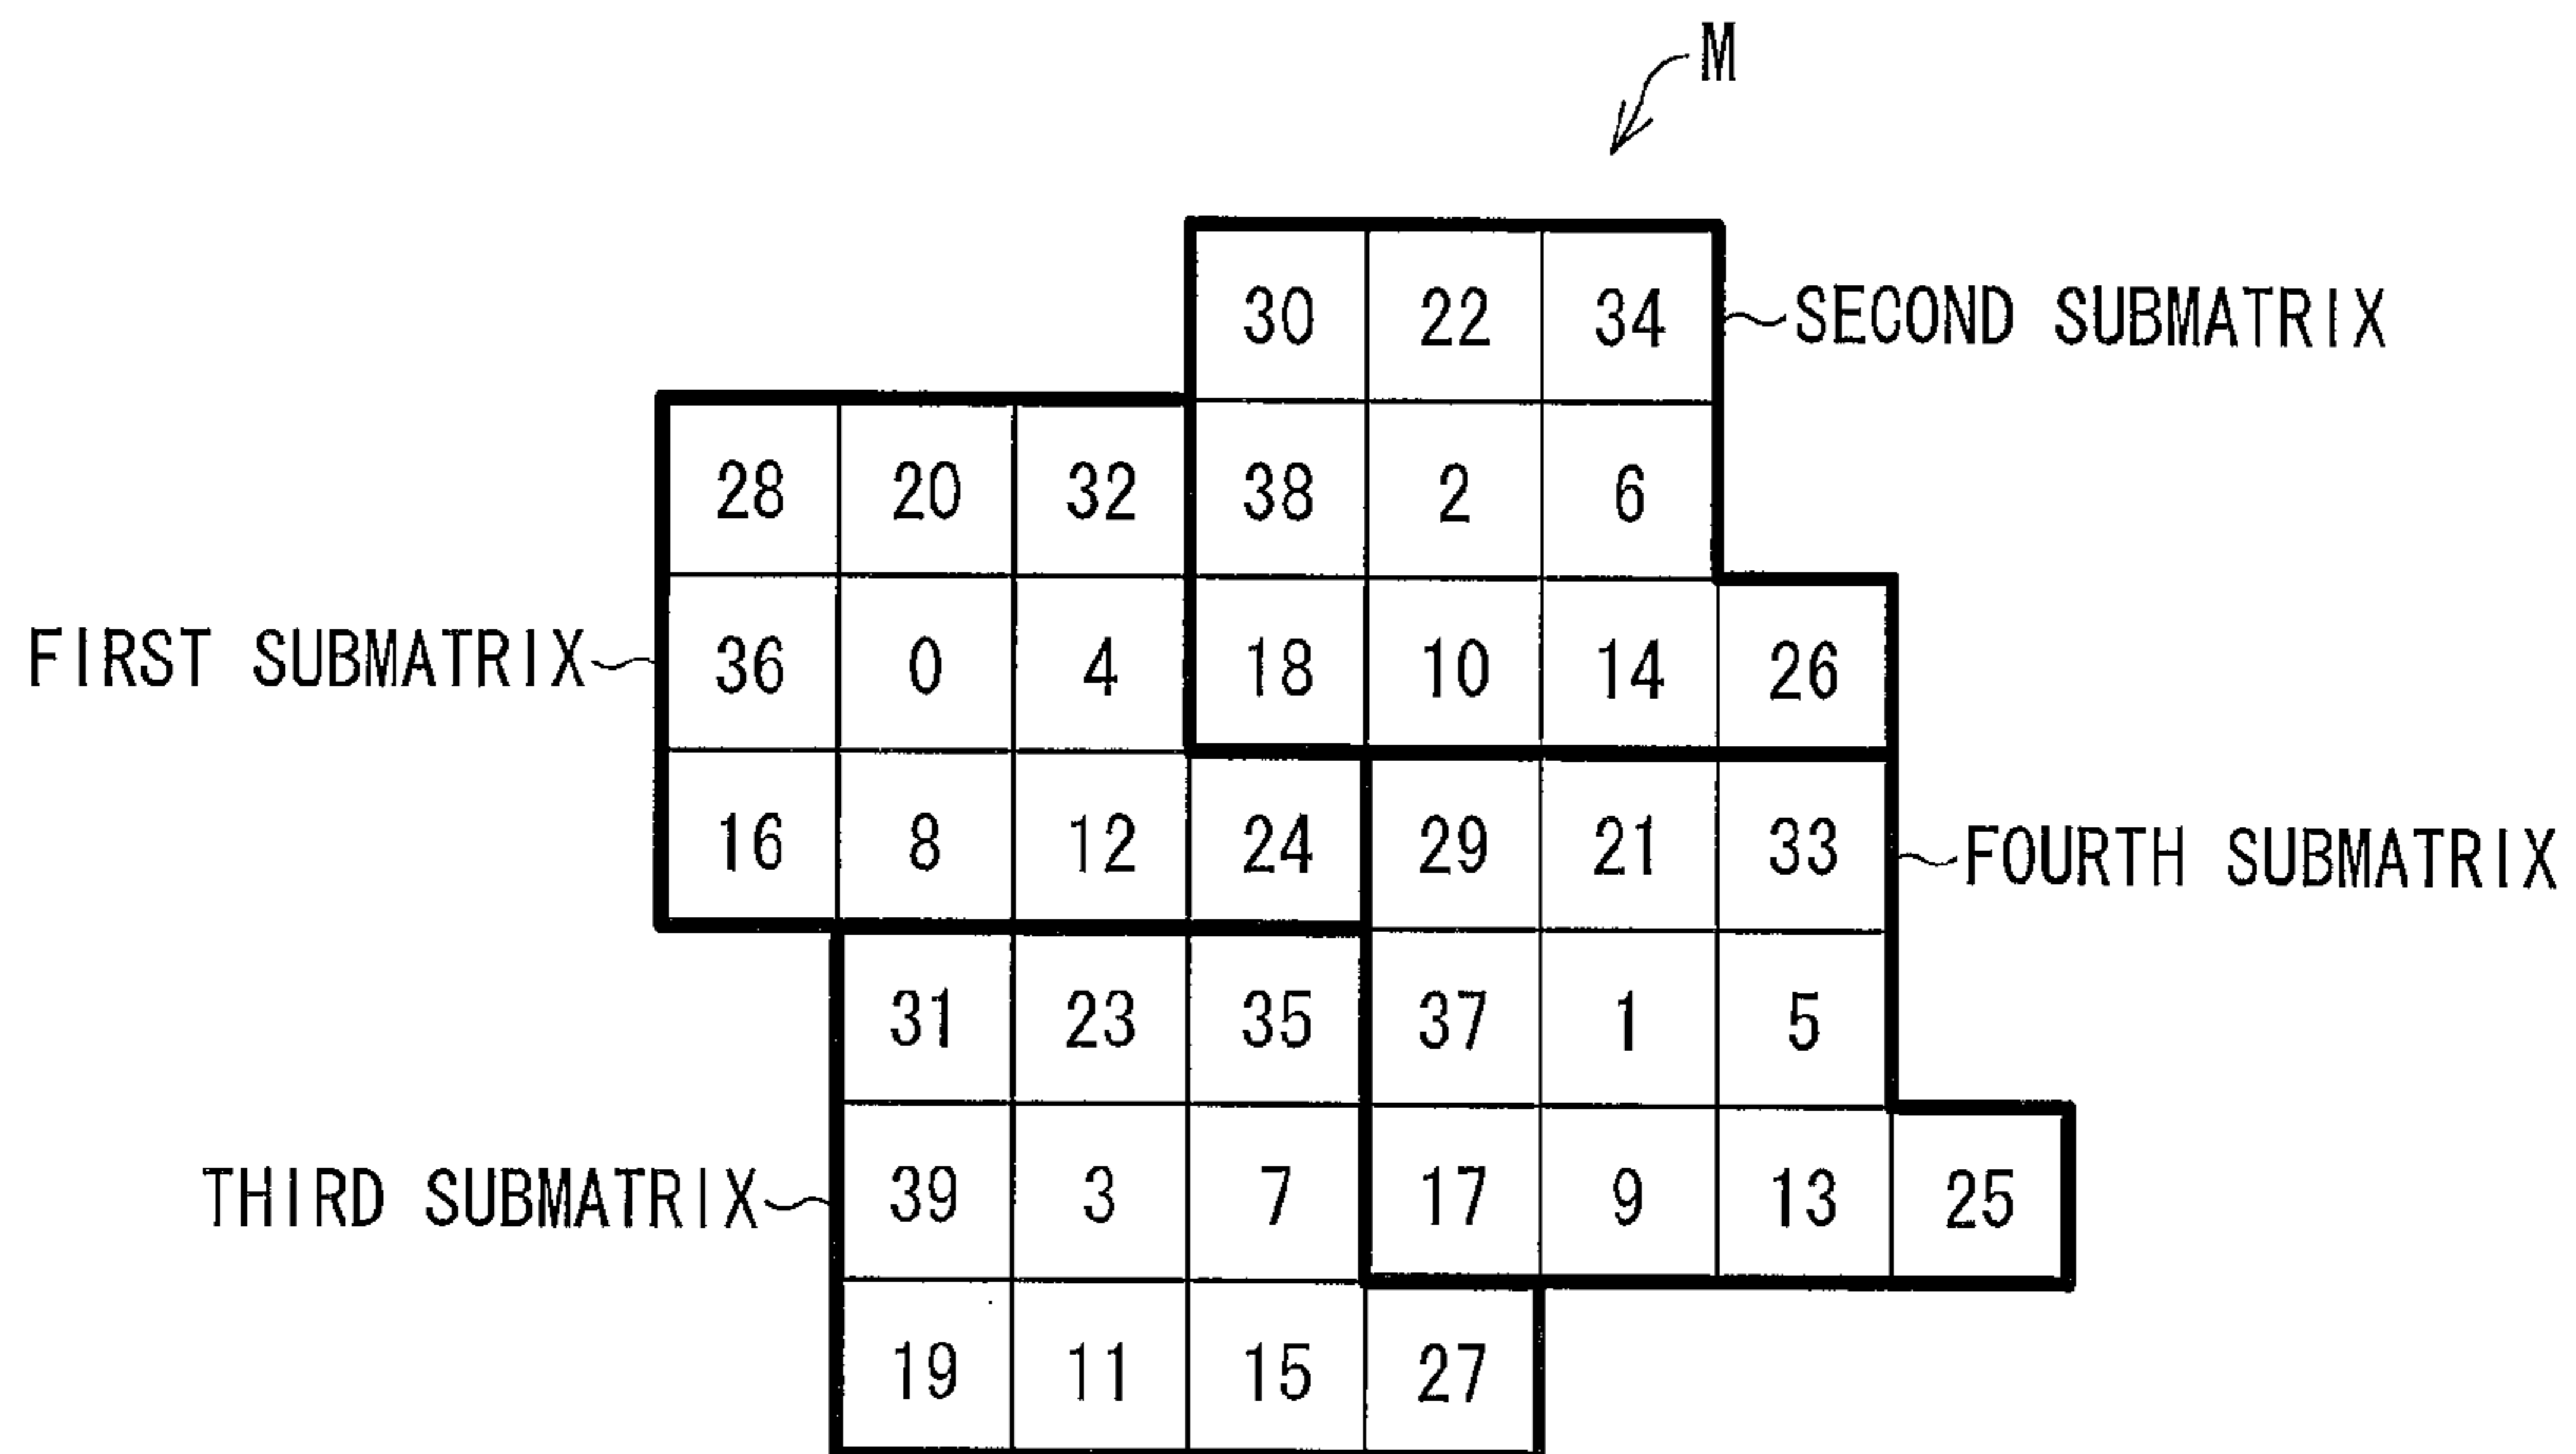 M
30 22 34 SECOND SUBMATRIX
28 20 32 38 2 6
FIRST SUBMATRIX 36 0 4 18 10 14 26
16 8 12 24 29 21 33 FOURTH SUBMATRIX
31 23 35 37 1 5
THIRD SUBMATRIX 39 3 7 17 9 13 25
19 11 15 27